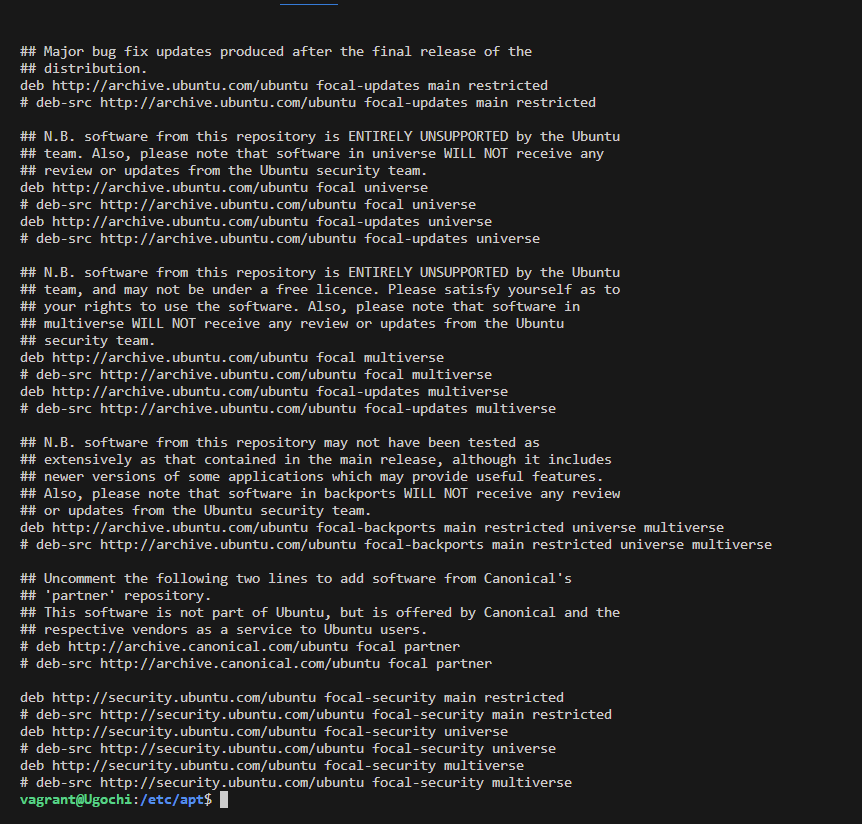 ## Major bug fix updates produced after the final release of the
## distribution.
deb http://archive.ubuntu.com/ubuntu focal-updates main restricted
# deb-src http://archive.ubuntu.com/ubuntu focal-updates main restricted

## N.B. software from this repository is ENTIRELY UNSUPPORTED by the Ubuntu
## team. Also, please note that software in universe WILL NOT receive any
## review or updates from the Ubuntu security team.
deb http://archive.ubuntu.com/ubuntu focal universe
# deb-src http://archive.ubuntu.com/ubuntu focal universe
deb http://archive.ubuntu.com/ubuntu focal-updates universe
# deb-src http://archive.ubuntu.com/ubuntu focal-updates universe

## N.B. software from this repository is ENTIRELY UNSUPPORTED by the Ubuntu
## team, and may not be under a free licence. Please satisfy yourself as to
## your rights to use the software. Also, please note that software in
## multiverse WILL NOT receive any review or updates from the Ubuntu
## security team.
deb http://archive.ubuntu.com/ubuntu focal multiverse
# deb-src http://archive.ubuntu.com/ubuntu focal multiverse
deb http://archive.ubuntu.com/ubuntu focal-updates multiverse
# deb-src http://archive.ubuntu.com/ubuntu focal-updates multiverse

## N.B. software from this repository may not have been tested as
## extensively as that contained in the main release, although it includes
## newer versions of some applications which may provide useful features.
## Also, please note that software in backports WILL NOT receive any review
## or updates from the Ubuntu security team.
deb http://archive.ubuntu.com/ubuntu focal-backports main restricted universe multiverse
# deb-src http://archive.ubuntu.com/ubuntu focal-backports main restricted universe multiverse

## Uncomment the following two lines to add software from Canonical's
## 'partner' repository.
## This software is not part of Ubuntu, but is offered by Canonical and the
## respective vendors as a service to Ubuntu users.
# deb http://archive.canonical.com/ubuntu focal partner
# deb-src http://archive.canonical.com/ubuntu focal partner

deb http://security.ubuntu.com/ubuntu focal-security main restricted
# deb-src http://security.ubuntu.com/ubuntu focal-security main restricted
deb http://security.ubuntu.com/ubuntu focal-security universe
# deb-src http://security.ubuntu.com/ubuntu focal-security universe
deb http://security.ubuntu.com/ubuntu focal-security multiverse
# deb-src http://security.ubuntu.com/ubuntu focal-security multiverse
vagrant@Ugochi:/etc/apt$